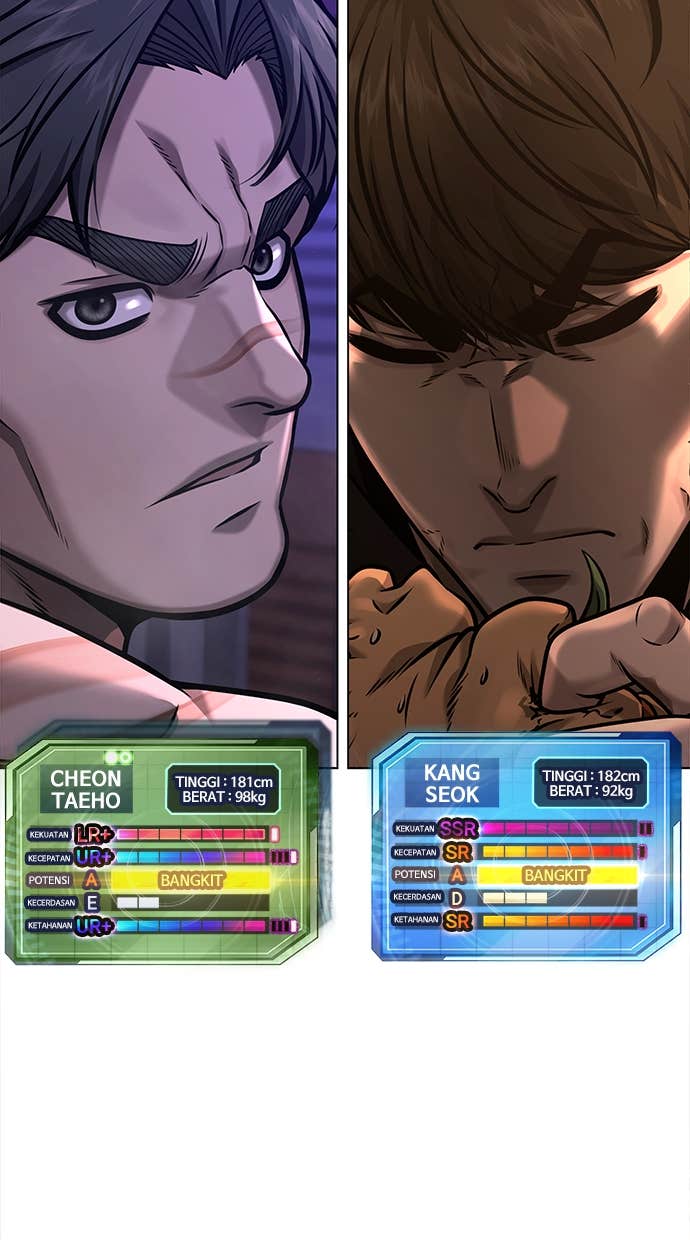 CHEON
TAEHO
TINGGI : 181cm
BERAT : 98kg
KEKUATAN LR+
KECEPATAN UR+
POTENSI A BANGKIT
KECERDASAN E
KETAHANAN UR+
KANG
SEOK
TINGGI : 182cm
BERAT : 92kg
KEKUATAN SSR
KECEPATAN SR
POTENSI A BANGKIT
KECERDASAN D
KETAHANAN SR